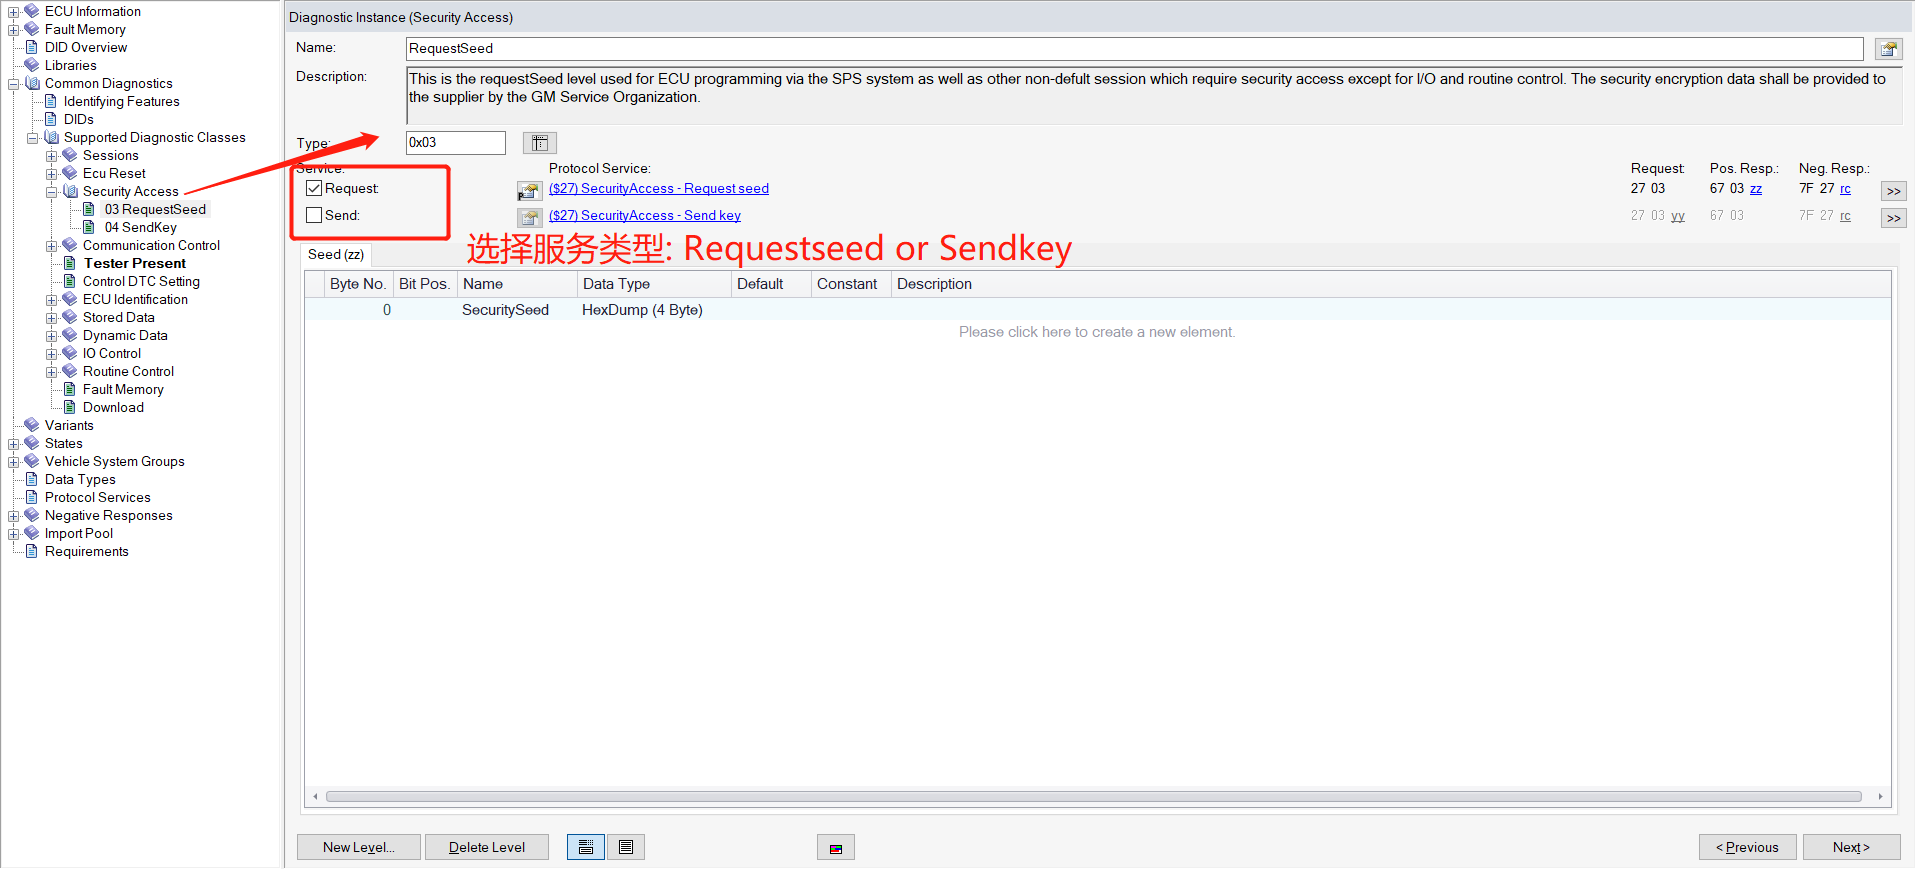 ECU Information
Fault Memory
DID Overview
Libraries
Common Diagnostics
Identifying Features
DIDs
Supported Diagnostic Classes
Sessions
Ecu Reset
Security Access
03 RequestSeed
04 SendKey
Communication Control
Tester Present
Control DTC Setting
ECU Identification
Stored Data
Dynamic Data
IO Control
Routine Control
Fault Memory
Download
Variants
States
Vehicle System Groups
Data Types
Protocol Services
Negative Responses
Import Pool
Requirements
Diagnostic Instance (Security Access)
Name: RequestSeed
Description: This is the requestSeed level used for ECU programming via the SPS system as well as other non-defult session which require security access except for I/O and routine control. The security encryption data shall be provided to
the supplier by the GM Service Organization.
Type: 0x03
Service: Protocol Service: Request: Pos. Resp.: Neg. Resp.:
Request: ($27) SecurityAccess - Request seed 27 03 67 03 zz 7F 27 rc >>
Send: ($27) SecurityAccess - Send key 27 03 yy 67 03 7F 27 rc >>
选择服务类型: Requestseed or Sendkey
Seed (zz)
Byte No. Bit Pos. Name Data Type Default Constant Description
0 SecuritySeed HexDump (4 Byte)
Please click here to create a new element.
New Level... Delete Level < Previous Next >